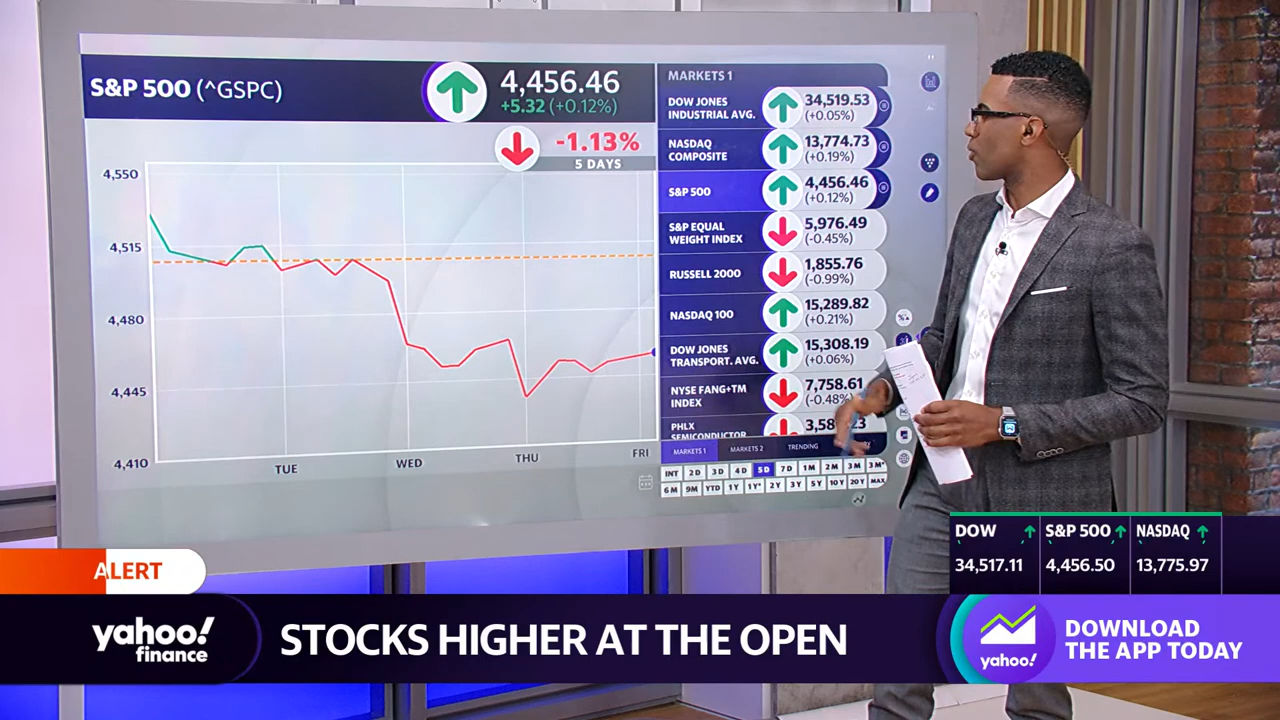 S&P 500 (^GSPC)
4,456.46
+5.32 (+0.12%)
-1.13%
5 DAYS
4,550
4,515
4,480
4,445
4,410
TUE
WED
THU
FRI
MARKETS 1
DOW JONES
INDUSTRIAL AVG.
34,519.53
(+0.05%)
NASDAQ
COMPOSITE
13,774.73
(+0.19%)
S&P 500
4,456.46
(+0.12%)
S&P EQUAL
WEIGHT INDEX
5,976.49
(-0.45%)
RUSSELL 2000
1,855.76
(-0.99%)
NASDAQ 100
15,289.82
(+0.21%)
DOW JONES
TRANSPORT. AVG.
15,308.19
(+0.06%)
NYSE FANG+TM
INDEX
7,758.61
(-0.48%)
PHLX
SEMICONDUCTOR
MARKETS 1 MARKETS 2 TRENDING
INT 2D 3D 4D 5D 7D 1M 2M 3M 3M*
6M 9M YTD 1Y 1Y* 2Y 3Y 5Y 10Y 20Y MAX
DOW S&P 500 NASDAQ
34,517.11 4,456.50 13,775.97
ALERT
yahoo!
finance
STOCKS HIGHER AT THE OPEN
yahoo!
DOWNLOAD
THE APP TODAY